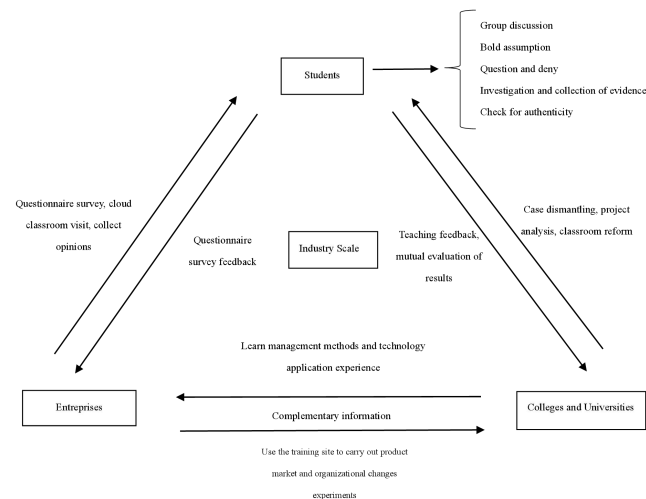 Group discussion
Bold assumption
Question and deny
Investigation and collection of evidence
Check for authenticity
Students
Questionnaire survey, cloud
classroom visit, collect
opinions
Questionnaire
survey feedback
Industry Scale
Teaching feedback,
mutual evaluation of
results
Case dismantling, project
analysis, classroom reform
Learn management methods and technology
application experience
Entreprises
Complementary information
Colleges and Universities
Use the training site to carry out product
market and organizational changes
experiments